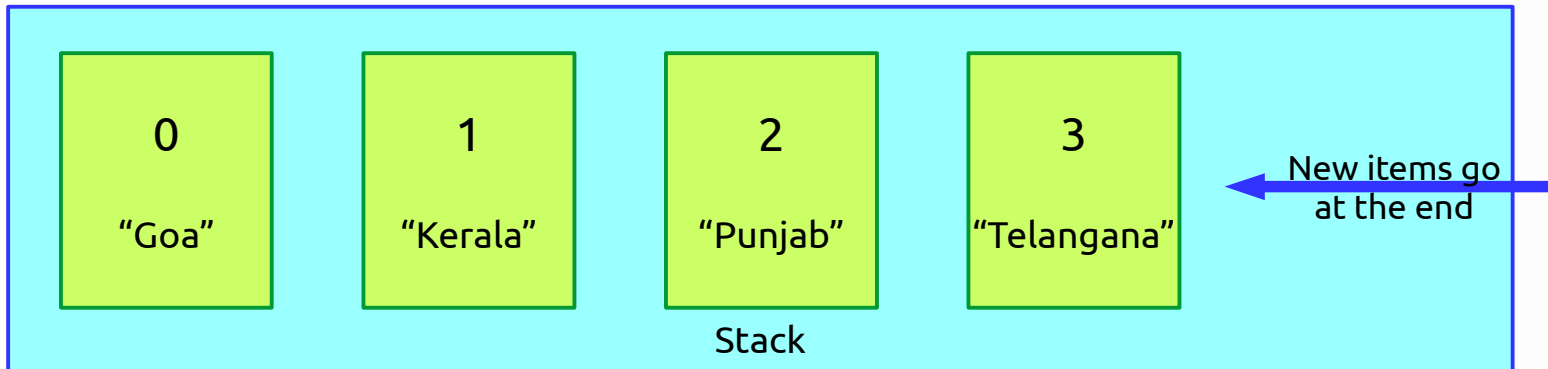 0
1
2
3
“Goa”
“Kerala”
“Punjab”
“Telangana”
New items go
at the end
Stack